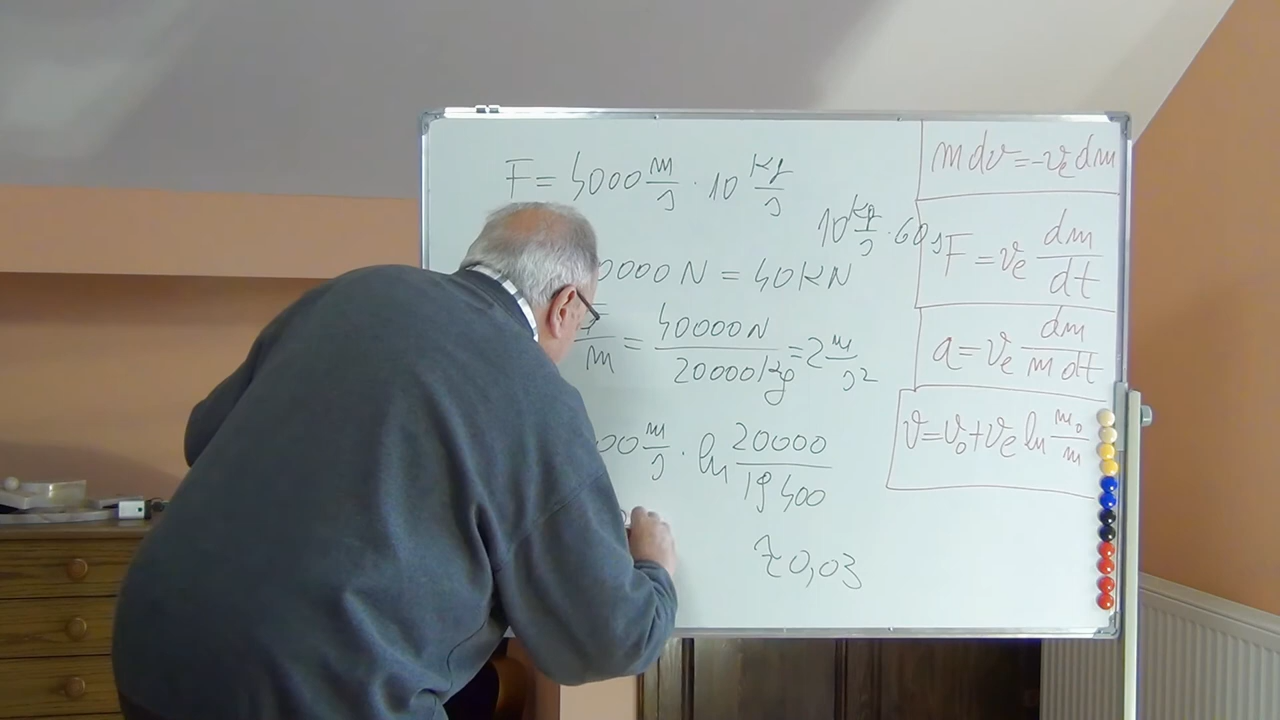 F = 4000 m/s · 10 kg/s
10 kg/s · 60 s
0000 N = 40 KN
/m = 40000 N / 20000 kg = 2 m/s²
00 m/s · ln 20000 / 19400
≈ 0,03
m dv = -vₑ dm
F = vₑ dm/dt
a = vₑ dm / m dt
v = v₀ + vₑ ln m₀/m